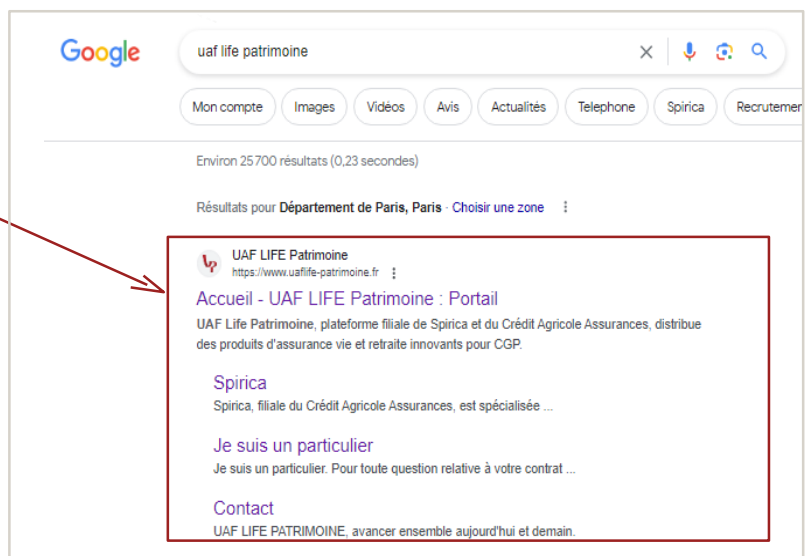 Google
uaf life patrimoine
Mon compte Images Vidéos Avis Actualités Telephone Spirica Recrutemen
Environ 25 700 résultats (0,23 secondes)
Résultats pour Département de Paris, Paris · Choisir une zone
UAF LIFE Patrimoine
https://www.uaflife-patrimoine.fr
Accueil - UAF LIFE Patrimoine : Portail
UAF Life Patrimoine, plateforme filiale de Spirica et du Crédit Agricole Assurances, distribue
des produits d'assurance vie et retraite innovants pour CGP.
Spirica
Spirica, filiale du Crédit Agricole Assurances, est spécialisée ...
Je suis un particulier
Je suis un particulier. Pour toute question relative à votre contrat ...
Contact
UAF LIFE PATRIMOINE, avancer ensemble aujourd'hui et demain.